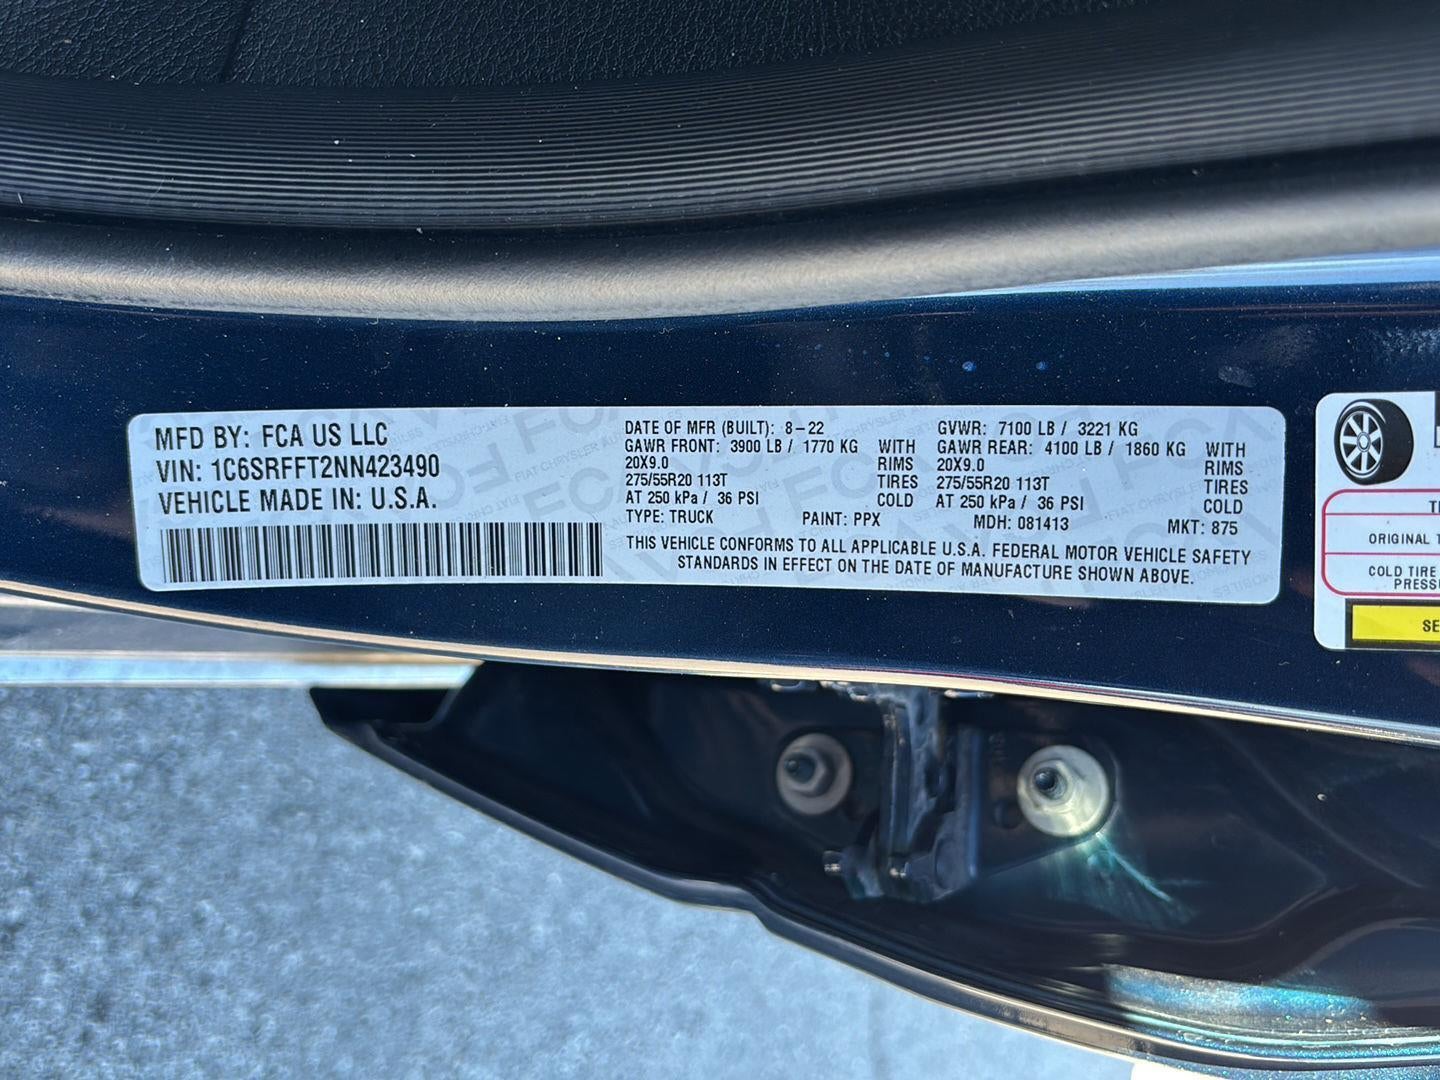 MFD BY: FCA US LLC
VIN: 1C6SRFFT2NN423490
VEHICLE MADE IN: U.S.A.
DATE OF MFR (BUILT): 8-22 GVWR: 7100 LB / 3221 KG
GAWR FRONT: 3900 LB / 1770 KG WITH GAWR REAR: 4100 LB / 1860 KG WITH
20X9.0 RIMS 20X9.0 RIMS
275/55R20 113T TIRES 275/55R20 113T TIRES
AT 250 kPa / 36 PSI COLD AT 250 kPa / 36 PSI COLD
TYPE: TRUCK PAINT: PPX MDH: 081413 MKT: 875
THIS VEHICLE CONFORMS TO ALL APPLICABLE U.S.A. FEDERAL MOTOR VEHICLE SAFETY
STANDARDS IN EFFECT ON THE DATE OF MANUFACTURE SHOWN ABOVE.
ORIGINAL T
COLD TIRE
PRESSU
SE